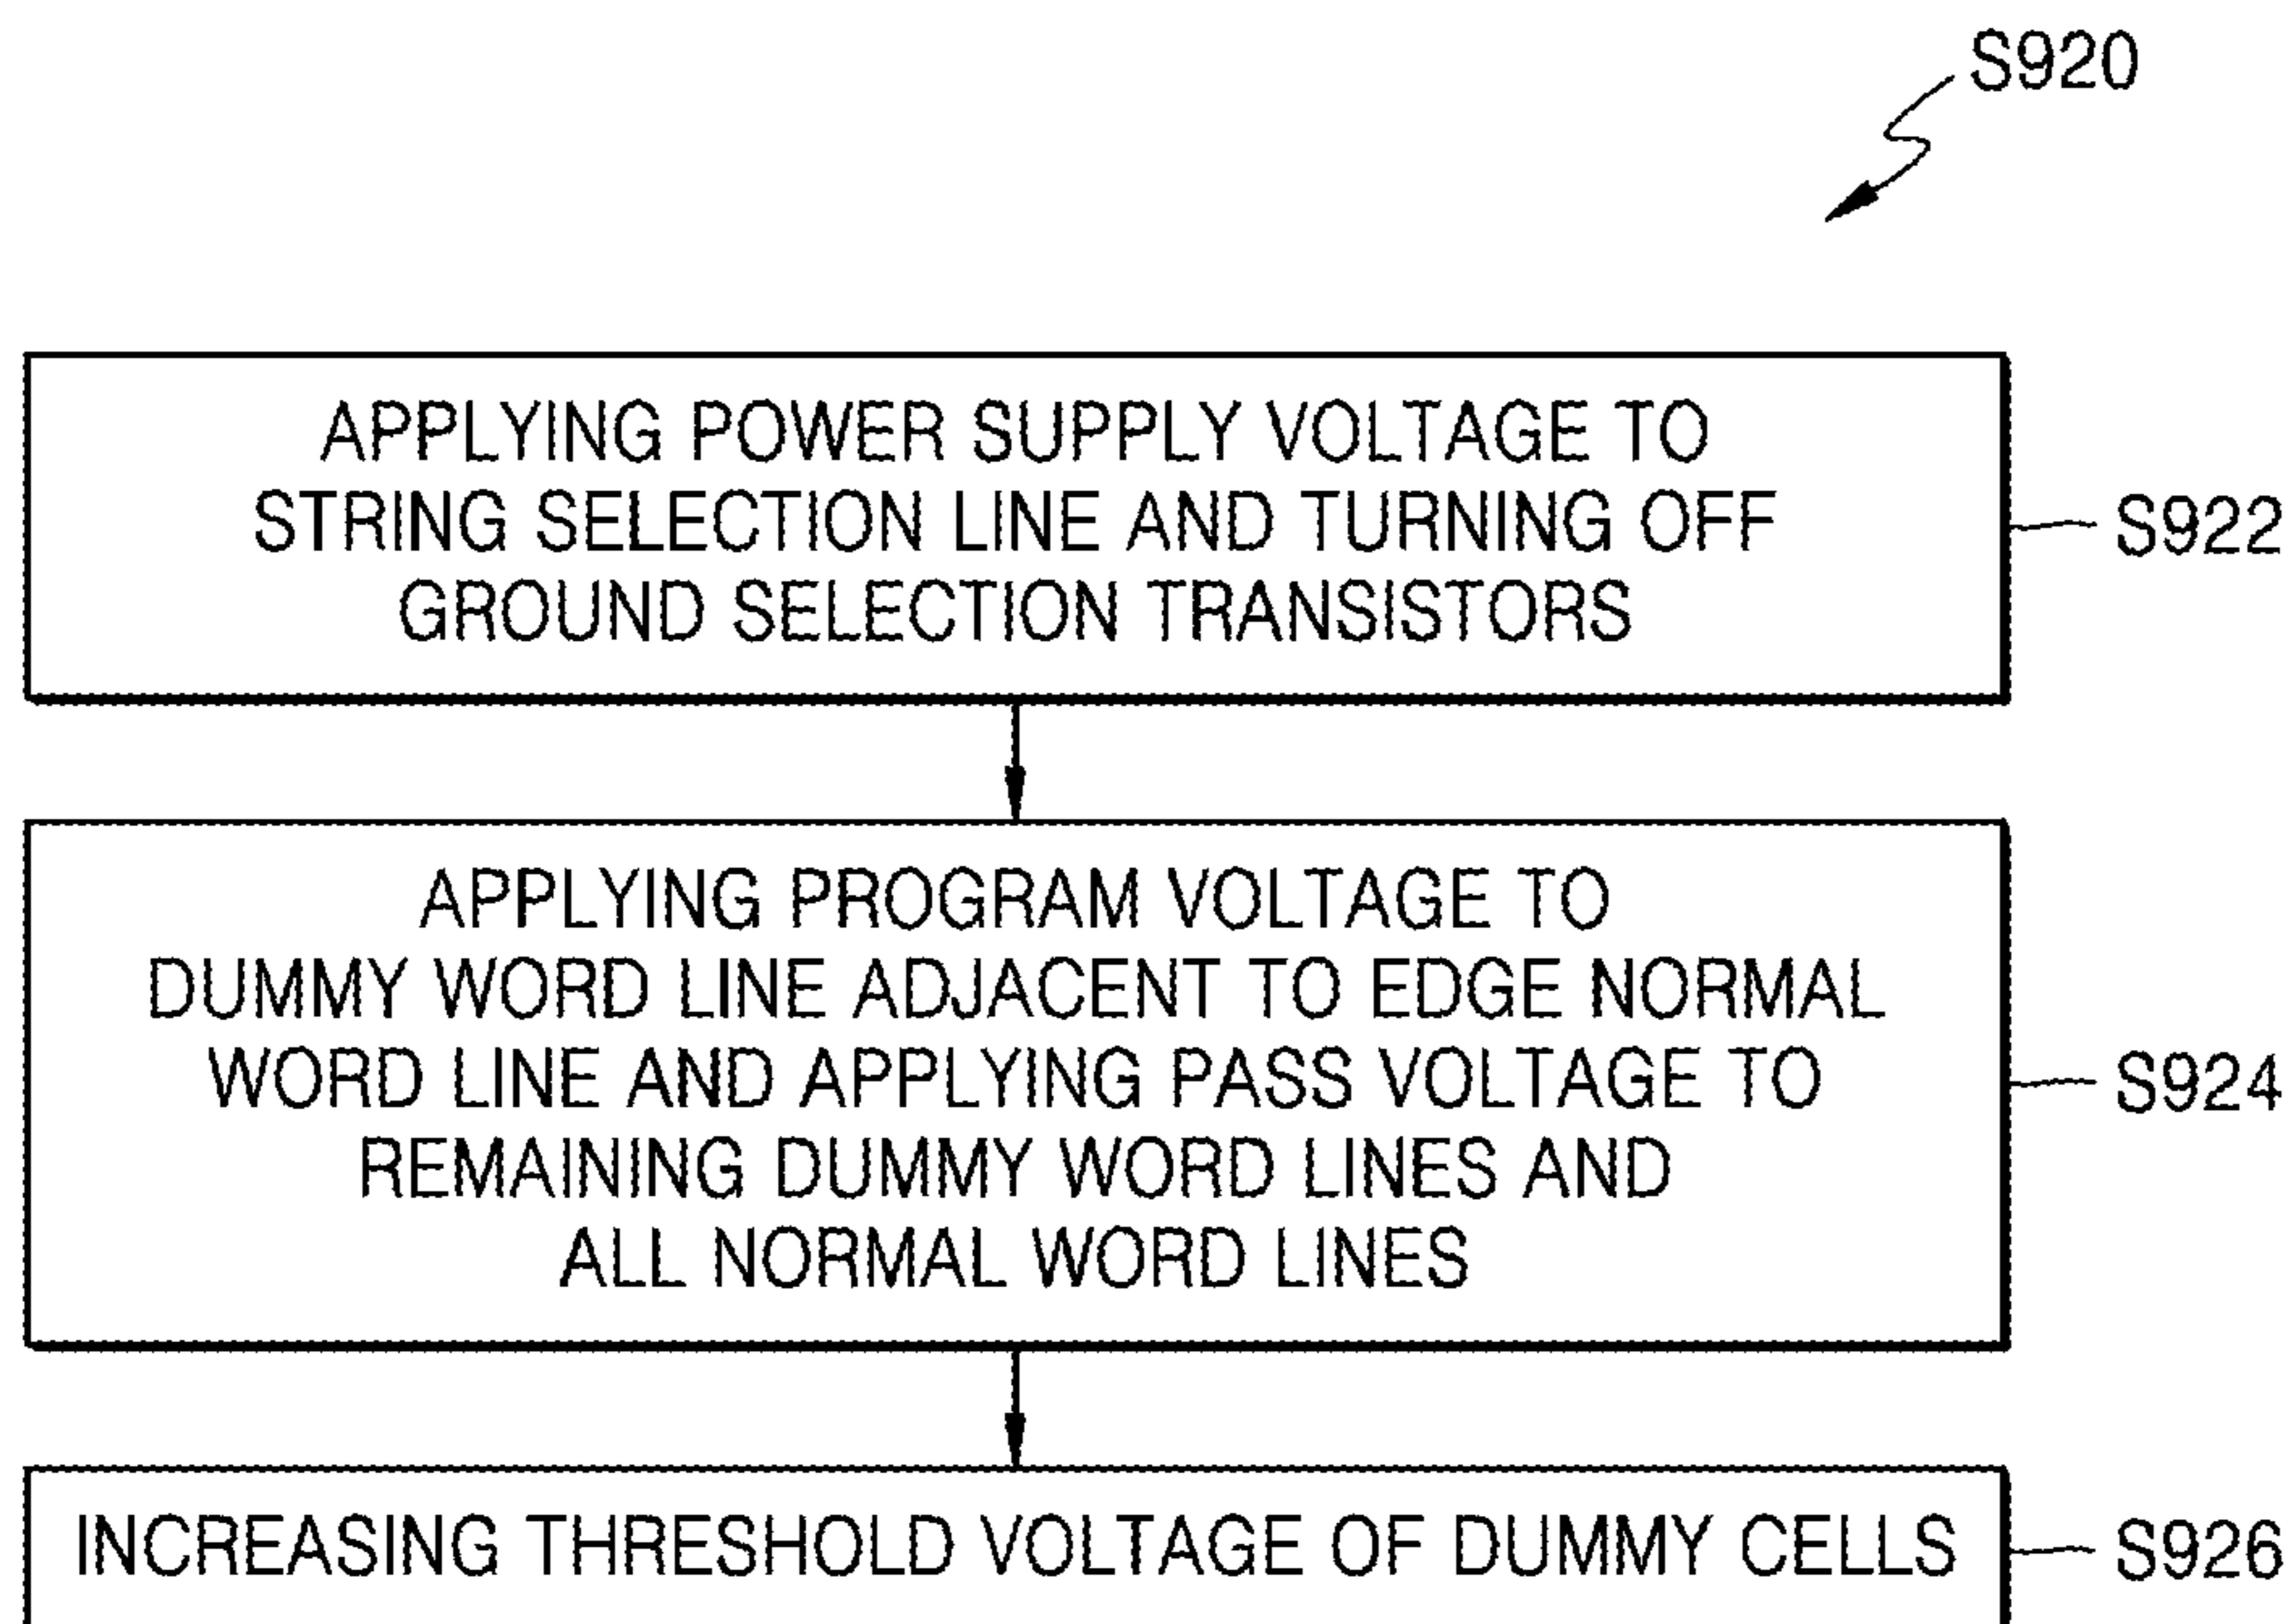 S920
APPLYING POWER SUPPLY VOLTAGE TO
STRING SELECTION LINE AND TURNING OFF
GROUND SELECTION TRANSISTORS
S922
APPLYING PROGRAM VOLTAGE TO
DUMMY WORD LINE ADJACENT TO EDGE NORMAL
WORD LINE AND APPLYING PASS VOLTAGE TO
REMAINING DUMMY WORD LINES AND
ALL NORMAL WORD LINES
S924
INCREASING THRESHOLD VOLTAGE OF DUMMY CELLS
S926